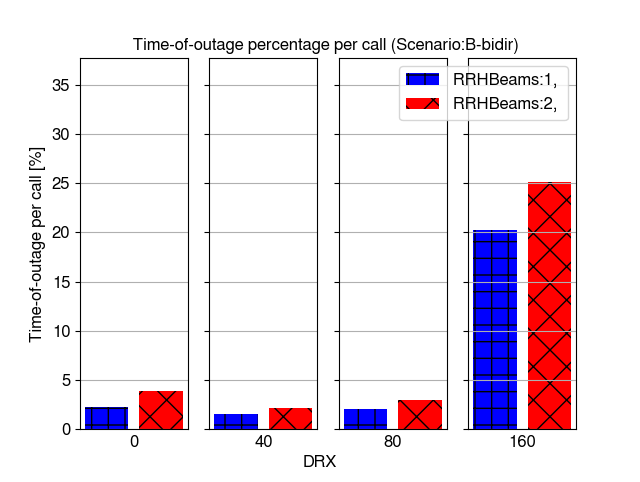 Time-of-outage percentage per call (Scenario:B-bidir)
RRHBeams:1,
RRHBeams:2,
Time-of-outage per call [%]
35
30
25
20
15
10
5
0
0 40 80 160
DRX